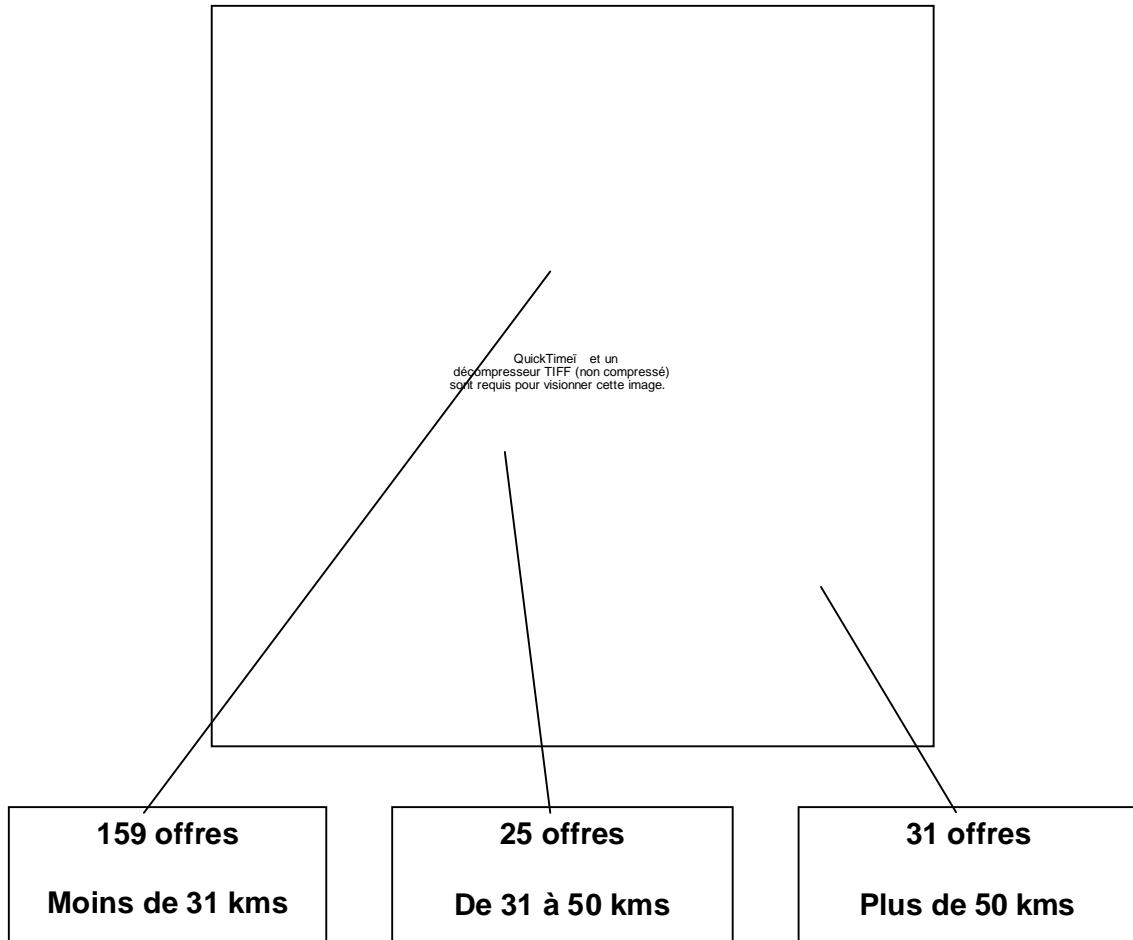 QuickTimeï et un
décompresseur TIFF (non compressé)
sont requis pour visionner cette image.
159 offres
Moins de 31 kms
25 offres
De 31 à 50 kms
31 offres
Plus de 50 kms